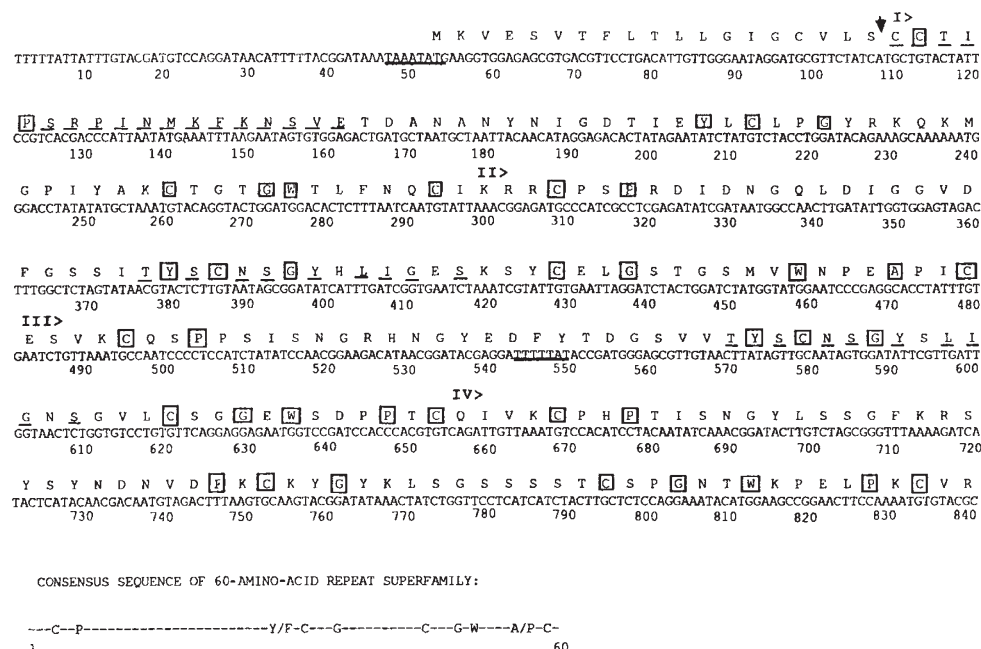 I>
M K V E S V T F L T L L G I G C V L S C C T I
TTTTTATTATTTGTACGATGTCCAGGATAACATTTTTACGGATAAATAAATATGAAGGTGGAGAGCGTGACGTTCCTGACATTGTTGGGAATAGGATGCGTTCTATCATGCTGTACTATT
10 20 30 40 50 60 70 80 90 100 110 120
P S R P I N M K F K N S V E T D A N A N Y N I G D T I E Y L C L P G Y R K Q K M
CCGTCACGACCCATTAATATGAAATTTAAGAATAGTGTGGAGACTGATGCTAATGCTAATTACAACATAGGAGACACTATAGAATATCTATGTCTACCTGGATACAGAAAGCAAAAAATG
130 140 150 160 170 180 190 200 210 220 230 240
II>
G P I Y A K C T G T G W T L F N Q C I K R R C P S P R D I D N G Q L D I G G V D
GGACCTATATATGCTAAATGTACAGGTACTGGATGGACACTCTTTAATCAATGTATTAAACGGAGATGCCCATCGCCTCGAGATATCGATAATGGCCAACTTGATATTGGTGGAGTAGAC
250 260 270 280 290 300 310 320 330 340 350 360
F G S S I T Y S C N S G Y H L I G E S K S Y C E L G S T G S M V W N P E A P I C
TTTGGCTCTAGTATAACGTACTCTTGTAATAGCGGATATCATTTGATCGGTGAATCTAAATCGTATTGTGAATTAGGATCTACTGGATCTATGGTATGGAATCCCGAGGCACCTATTTGT
370 380 390 400 410 420 430 440 450 460 470 480
III>
E S V K C Q S P P S I S N G R H N G Y E D F Y T D G S V V T Y S C N S G Y S L I
GAATCTGTTAAATGCCAATCCCCTCCATCTATATCCAACGGAAGACATAACGGATACGAGGATTTTTATACCGATGGGAGCGTTGTAACTTATAGTTGCAATAGTGGATATTCGTTGATT
490 500 510 520 530 540 550 560 570 580 590 600
IV>
G N S G V L C S G G E W S D P P T C Q I V K C P H P T I S N G Y L S S G F K R S
GGTAACTCTGGTGTCCTGTGTTCAGGAGGAGAATGGTCCGATCCACCCACGTGTCAGATTGTTAAATGTCCACATCCTACAATATCAAACGGATACTTGTCTAGCGGGTTTAAAAGATCA
610 620 630 640 650 660 670 680 690 700 710 720
Y S Y N D N V D F K C K Y G Y K L S G S S S S T C S P G N T W K P E L P K C V R
TACTCATACAACGACAATGTAGACTTTAAGTGCAAGTACGGATATAAACTATCTGGTTCCTCATCATCTACTTGCTCTCCAGGAAATACATGGAAGCCGGAACTTCCAAAATGTGTACGC
730 740 750 760 770 780 790 800 810 820 830 840
CONSENSUS SEQUENCE OF 60-AMINO-ACID REPEAT SUPERFAMILY:
---C--P--------------------Y/F-C---G----------C---G-W----A/P-C-
1 60